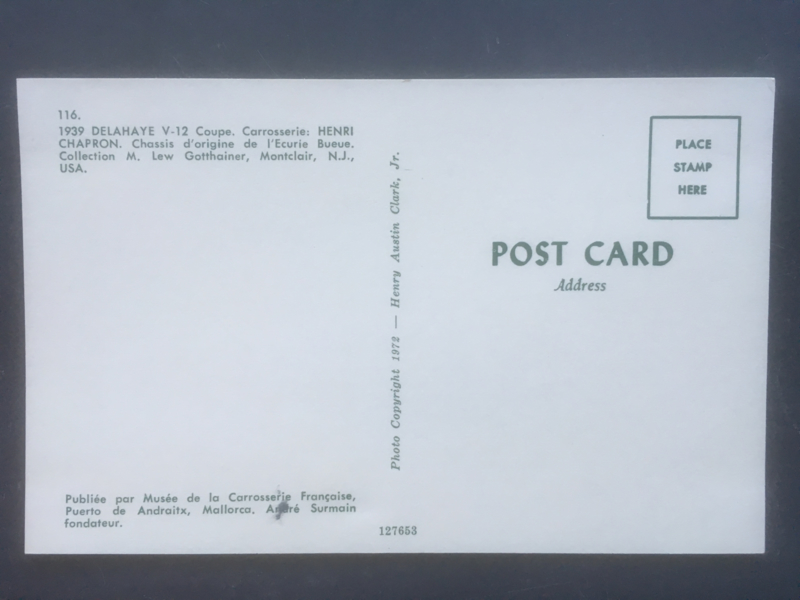 116.
1939 DELAHAYE V-12 Coupe. Carrosserie: HENRI
CHAPRON. Chassis d'origine de l'Ecurie Bueue.
Collection M. Lew Gotthainer, Montclair, N.J.,
USA.
Photo Copyright 1972 — Henry Austin Clark, Jr.
PLACE
STAMP
HERE
POST CARD
Address
Publiée par Musée de la Carrosserie Française,
Puerto de Andraitx, Mallorca. André Surmain
fondateur.
127653